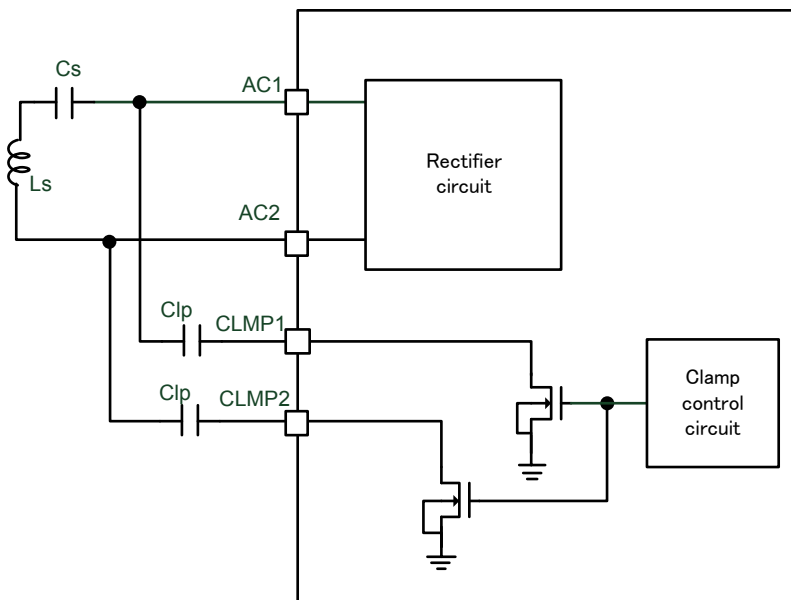 Cs
AC1
Rectifier
circuit
Ls
AC2
Clp
CLMP1
Clp
CLMP2
Clamp
control
circuit